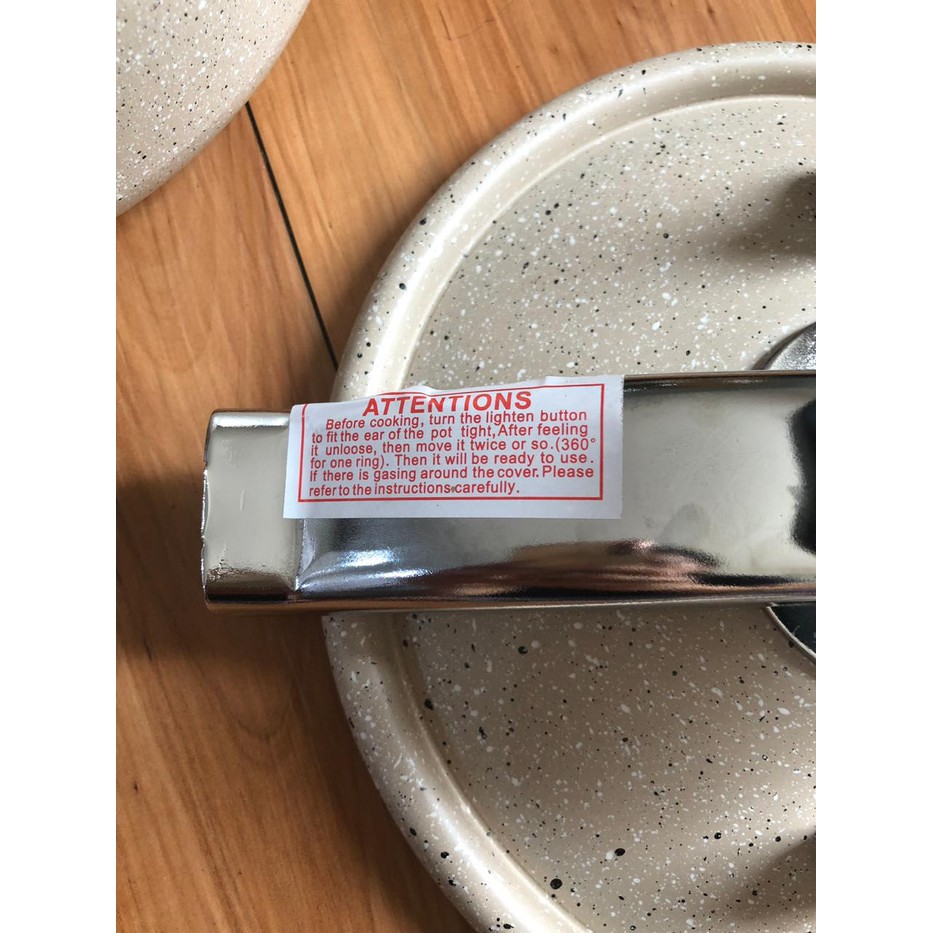 ATTENTIONS
Before cooking, turn the lighten button
to fit the ear of the pot tight,After feeling
it unloose, then move it twice or so.(360°
for one ring). Then it will be ready to use.
If there is gasing around the cover.Please
refer to the instructions carefully.